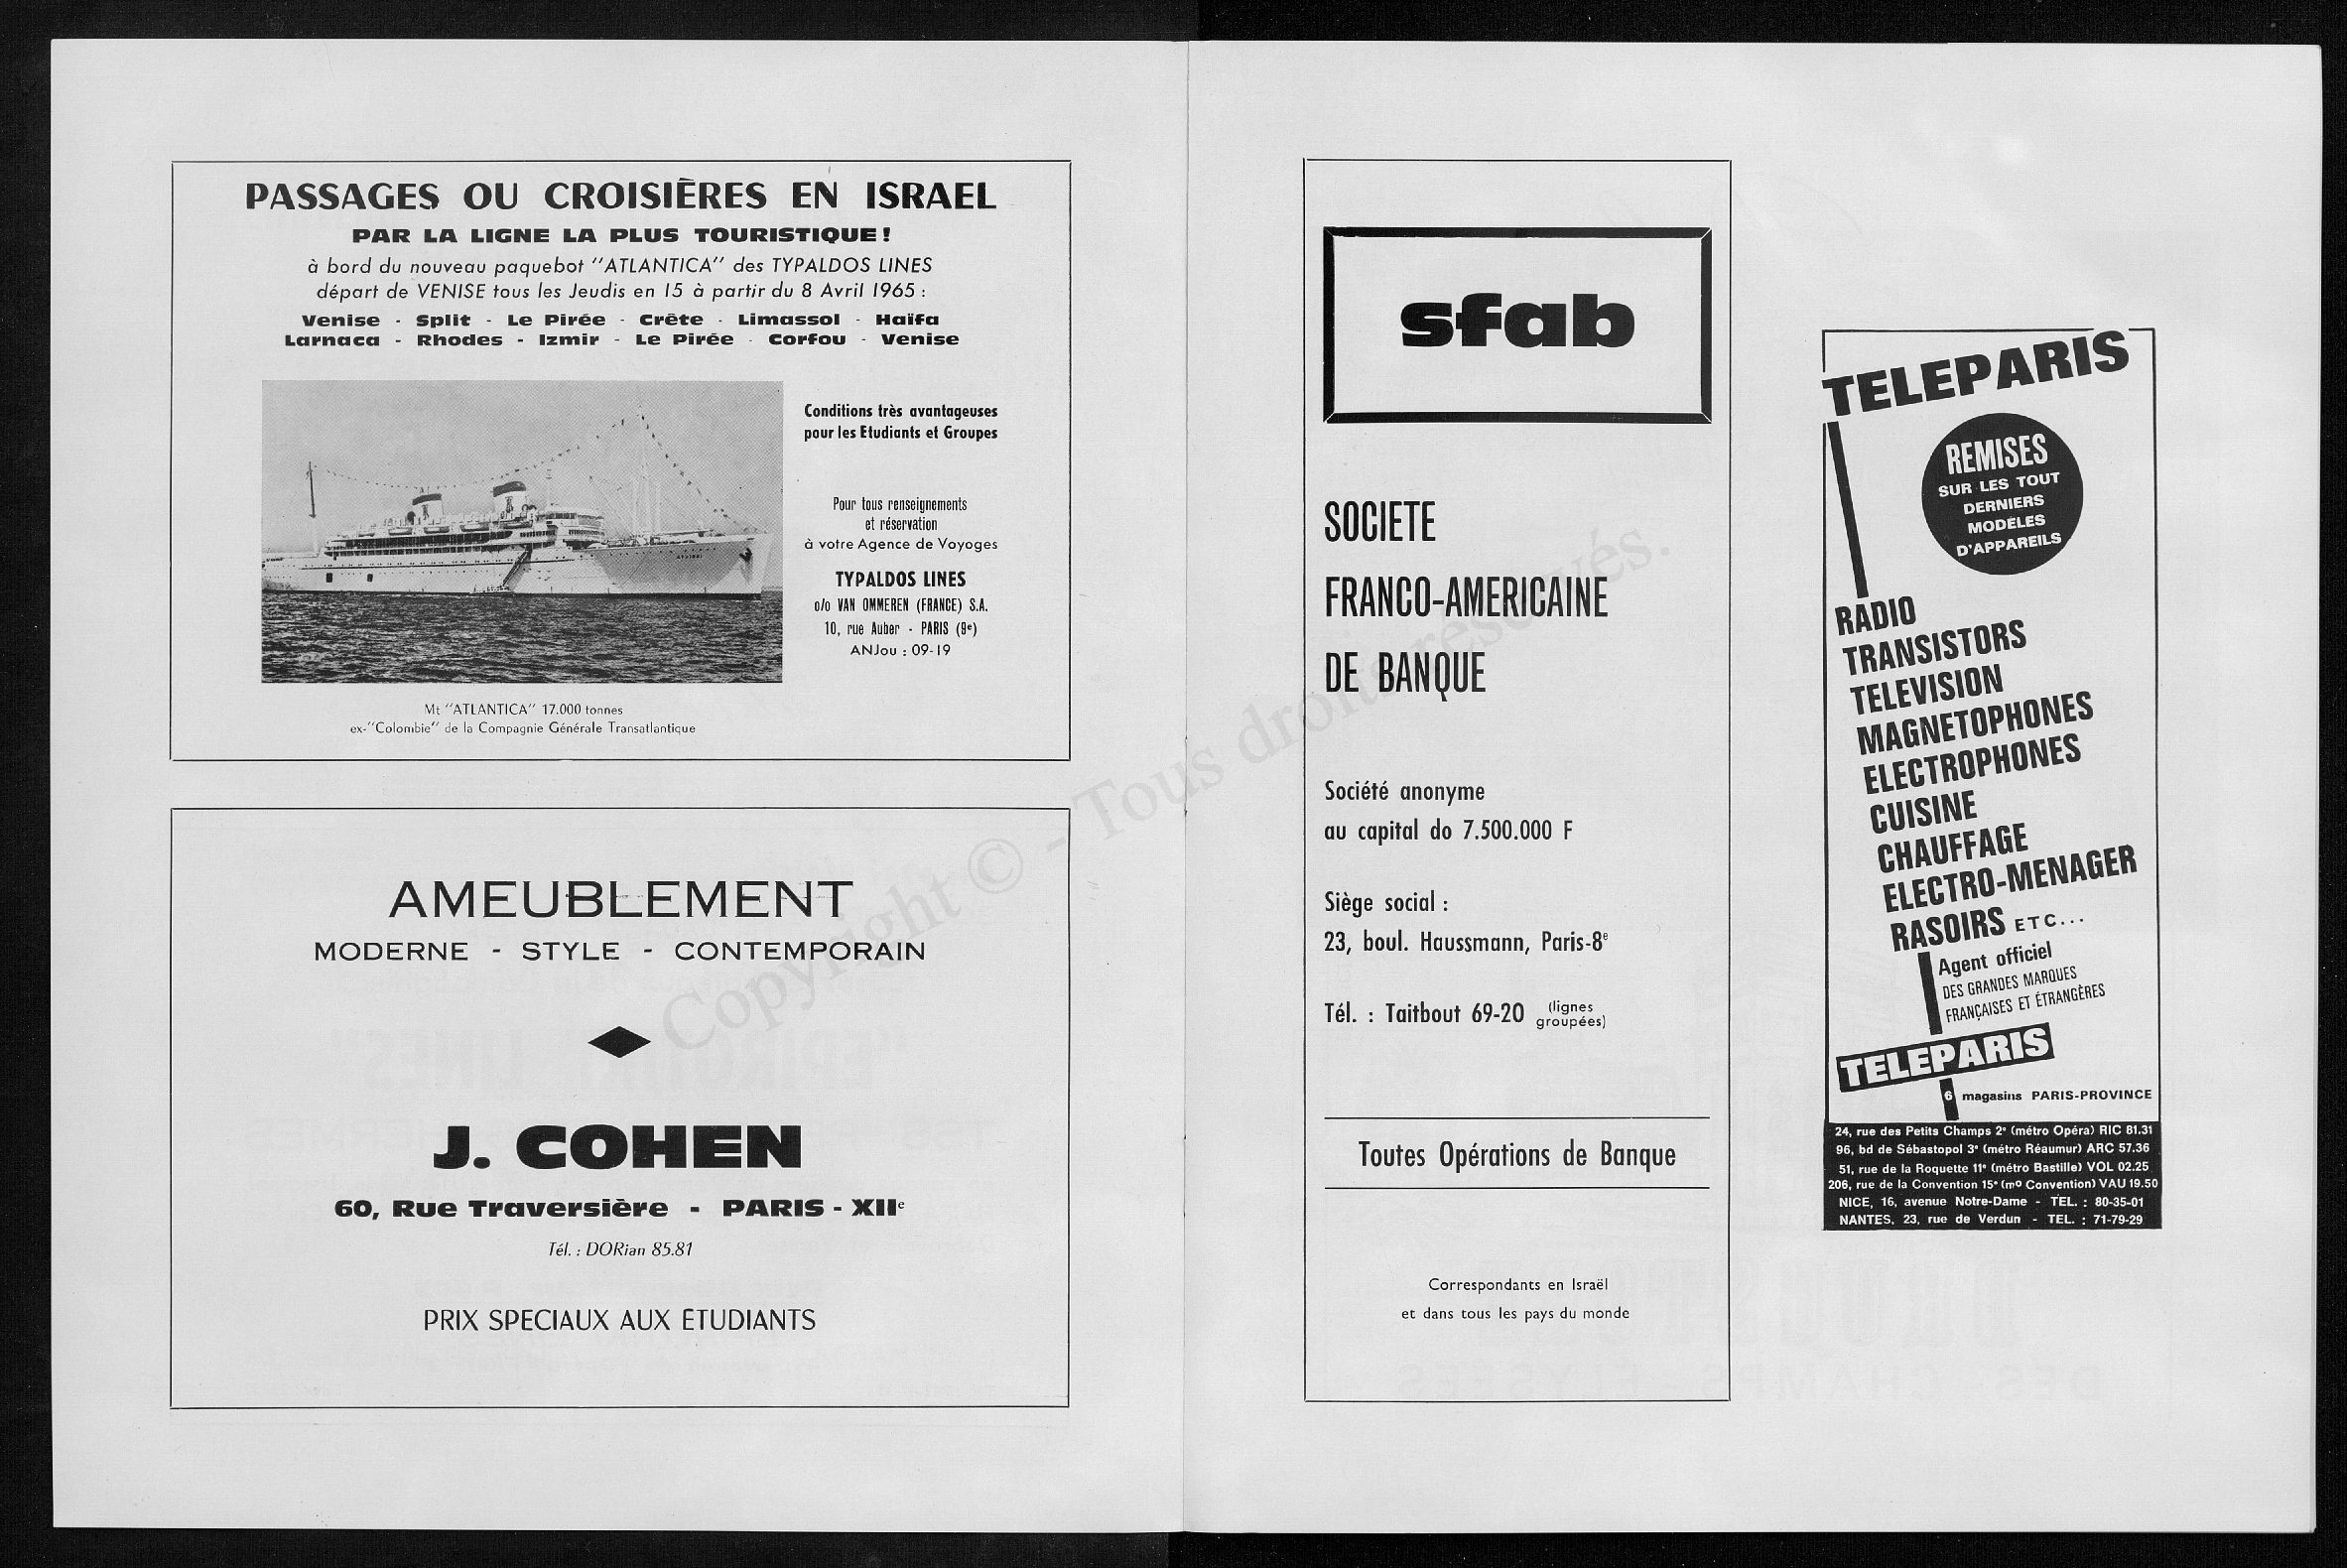 PASSAGES OU CROISIÈRES EN ISRAEL
PAR LA LIGNE LA PLUS TOURISTIQUE !
à bord du nouveau paquebot "ATLANTICA" des TYPALDOS LINES
départ de VENISE tous les Jeudis en 15 à partir du 8 Avril 1965 :
Venise - Split - Le Pirée - Crête - Limassol - Haïfa
Larnaca - Rhodes - Izmir - Le Pirée - Corfou - Venise
Conditions très avantageuses
pour les Etudiants et Groupes
Pour tous renseignements
et réservation
à votre Agence de Voyoges
TYPALDOS LINES
o/o VAN OMMEREN (FRANCE) S.A.
10, rue Auber - PARIS (9e)
ANJou : 09-19
Mt "ATLANTICA" 17.000 tonnes
ex-"Colombie" de la Compagnie Générale Transatlantique
AMEUBLEMENT
MODERNE - STYLE - CONTEMPORAIN
J. COHEN
60, Rue Traversière - PARIS - XIIe
Tél. : DORian 85.81
PRIX SPECIAUX AUX ETUDIANTS
sfab
SOCIETE
FRANCO-AMERICAINE
DE BANQUE
Société anonyme
au capital do 7.500.000 F
Siège social :
23, boul. Haussmann, Paris-8e
Tél. : Taitbout 69-20 (lignes
groupées)
Toutes Opérations de Banque
Correspondants en Israël
et dans tous les pays du monde
TELEPARIS
REMISES
SUR LES TOUT
DERNIERS
MODELES
D'APPAREILS
RADIO
TRANSISTORS
TELEVISION
MAGNETOPHONES
ELECTROPHONES
CUISINE
CHAUFFAGE
ELECTRO-MENAGER
RASOIRS ETC...
Agent officiel
DES GRANDES MARQUES
FRANÇAISES ET ÉTRANGÈRES
TELEPARIS
6 magasins PARIS-PROVINCE
24, rue des Petits Champs 2e (métro Opéra) RIC 81.31
96, bd de Sébastopol 3e (métro Réaumur) ARC 57.36
51, rue de la Roquette 11e (métro Bastille) VOL 02.25
206, rue de la Convention 15e (mo Convention) VAU 19.50
NICE, 16, avenue Notre-Dame - TEL. : 80-35-01
NANTES, 23, rue de Verdun - TEL. : 71-79-29
Copyright © - Tous droits réservés.